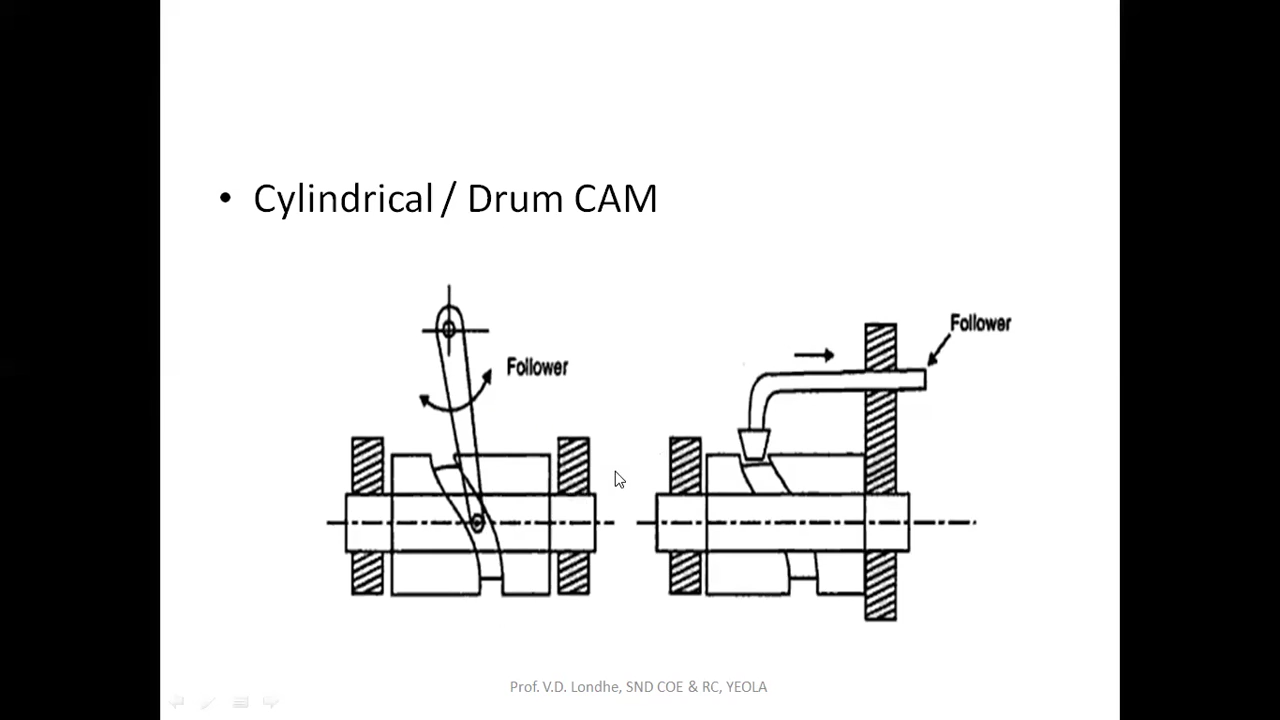 • Cylindrical / Drum CAM
Follower
Follower
Prof. V.D. Londhe, SND COE & RC, YEOLA